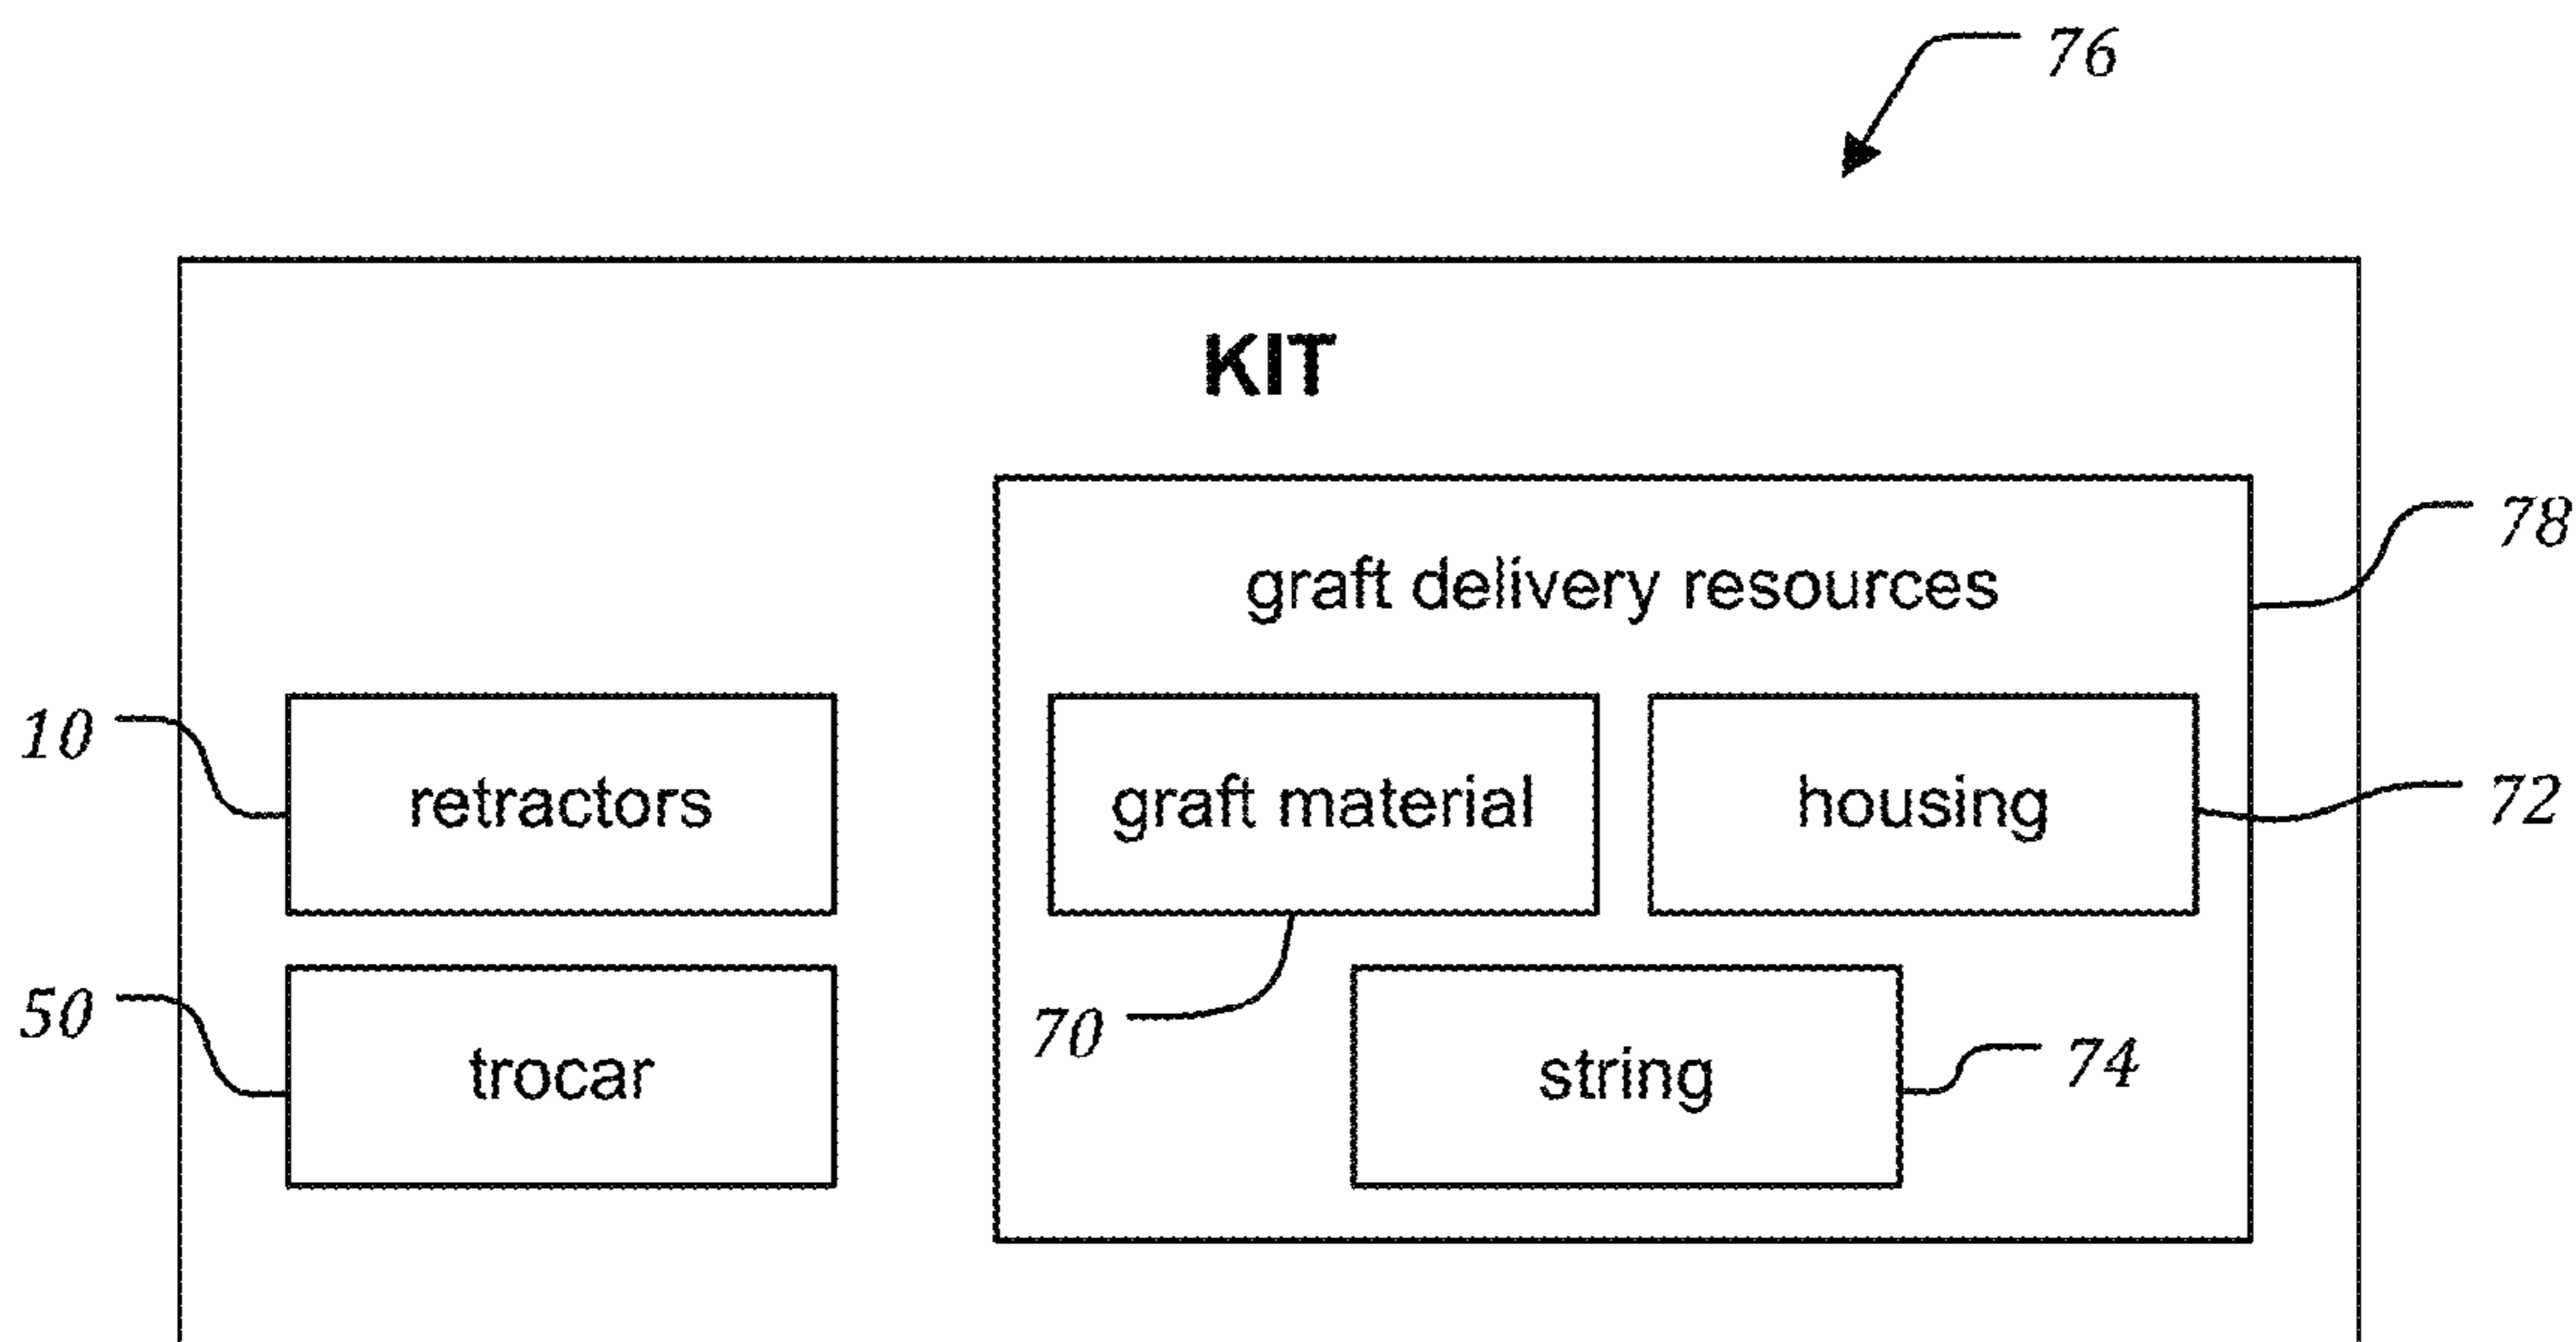 76
KIT
78
graft delivery resources
10
retractors
graft material
housing
72
50
trocar
70
string
74